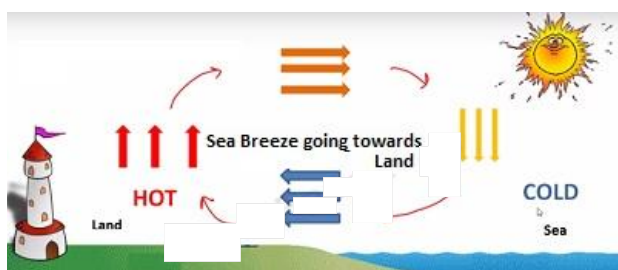 Sea Breeze going towards
Land
HOT
COLD
Land
Sea